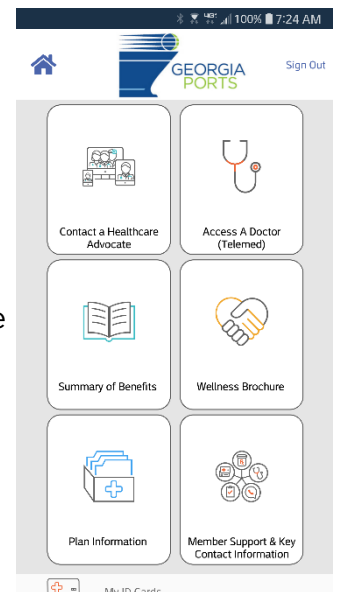 100% 7:24 AM
GEORGIA
PORTS
Sign Out
Contact a Healthcare
Advocate
Access A Doctor
(Telemed)
e
Summary of Benefits
Wellness Brochure
Plan Information
Member Support & Key
Contact Information
My ID Cards